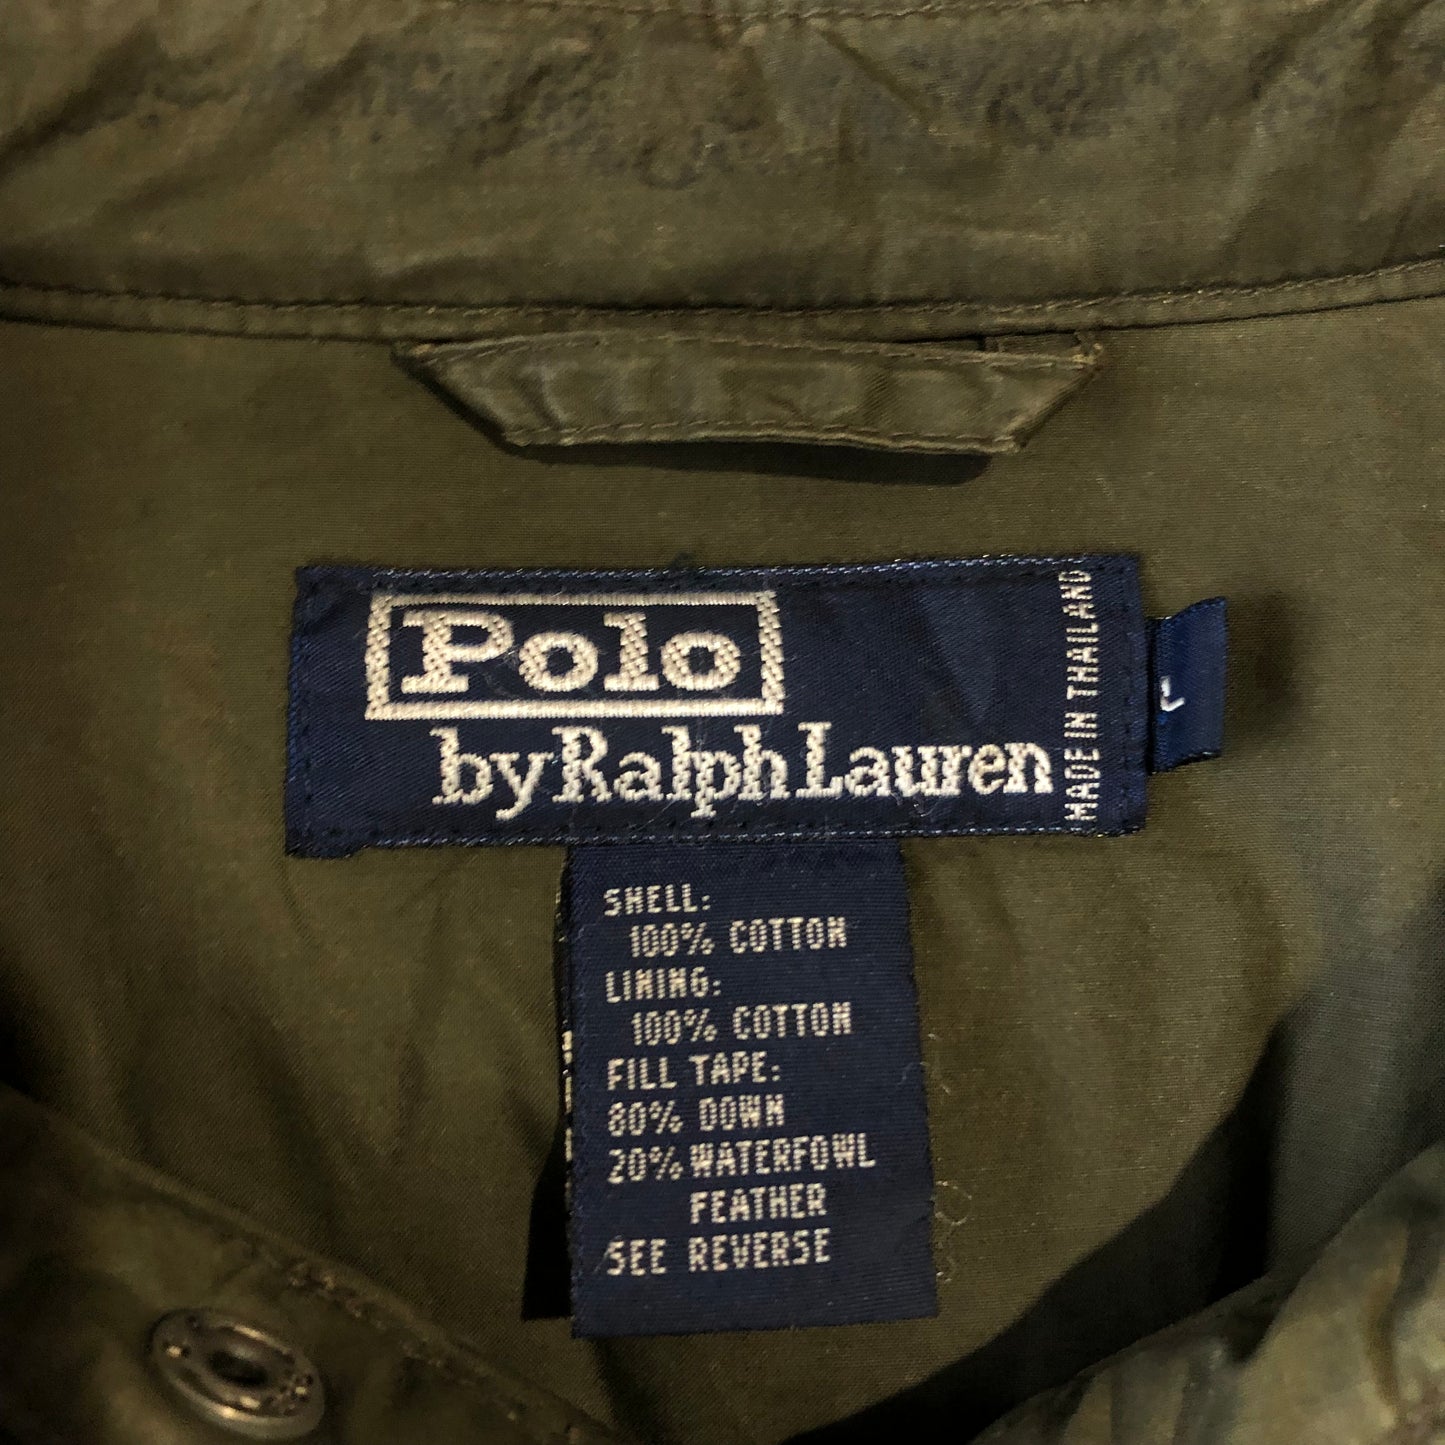 Polo
by Ralph Lauren
MADE IN THAILAND
L
SHELL:
100% COTTON
LINING:
100% COTTON
FILL TAPE:
80% DOWN
20% WATERFOWL
FEATHER
SEE REVERSE